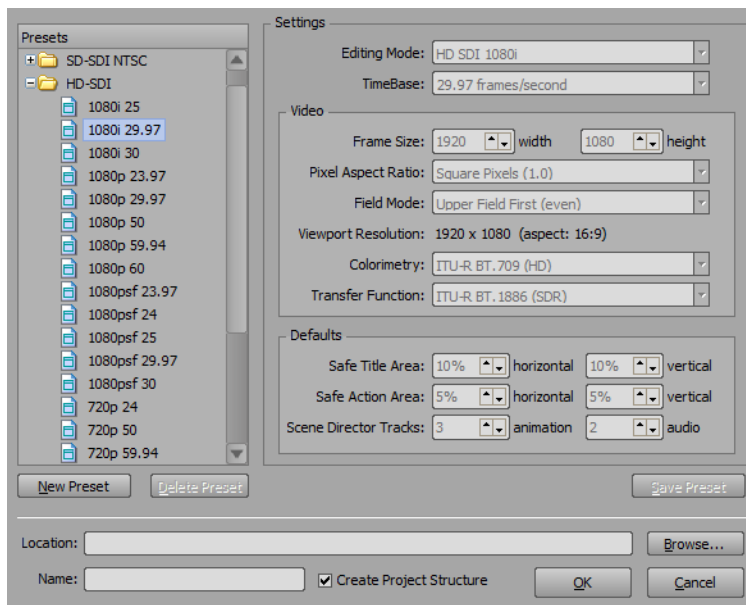 Presets
SD-SDI NTSC
HD-SDI
1080i 25
1080i 29.97
1080i 30
1080p 23.97
1080p 29.97
1080p 50
1080p 59.94
1080p 60
1080psf 23.97
1080psf 24
1080psf 25
1080psf 29.97
1080psf 30
720p 24
720p 50
720p 59.94
New Preset Delete Preset
Settings
Editing Mode: HD SDI 1080i
TimeBase: 29.97 frames/second
Video
Frame Size: 1920 width 1080 height
Pixel Aspect Ratio: Square Pixels (1.0)
Field Mode: Upper Field First (even)
Viewport Resolution: 1920 x 1080 (aspect: 16:9)
Colorimetry: ITU-R BT.709 (HD)
Transfer Function: ITU-R BT.1886 (SDR)
Defaults
Safe Title Area: 10% horizontal 10% vertical
Safe Action Area: 5% horizontal 5% vertical
Scene Director Tracks: 3 animation 2 audio
Save Preset
Location: Browse...
Name: Create Project Structure OK Cancel